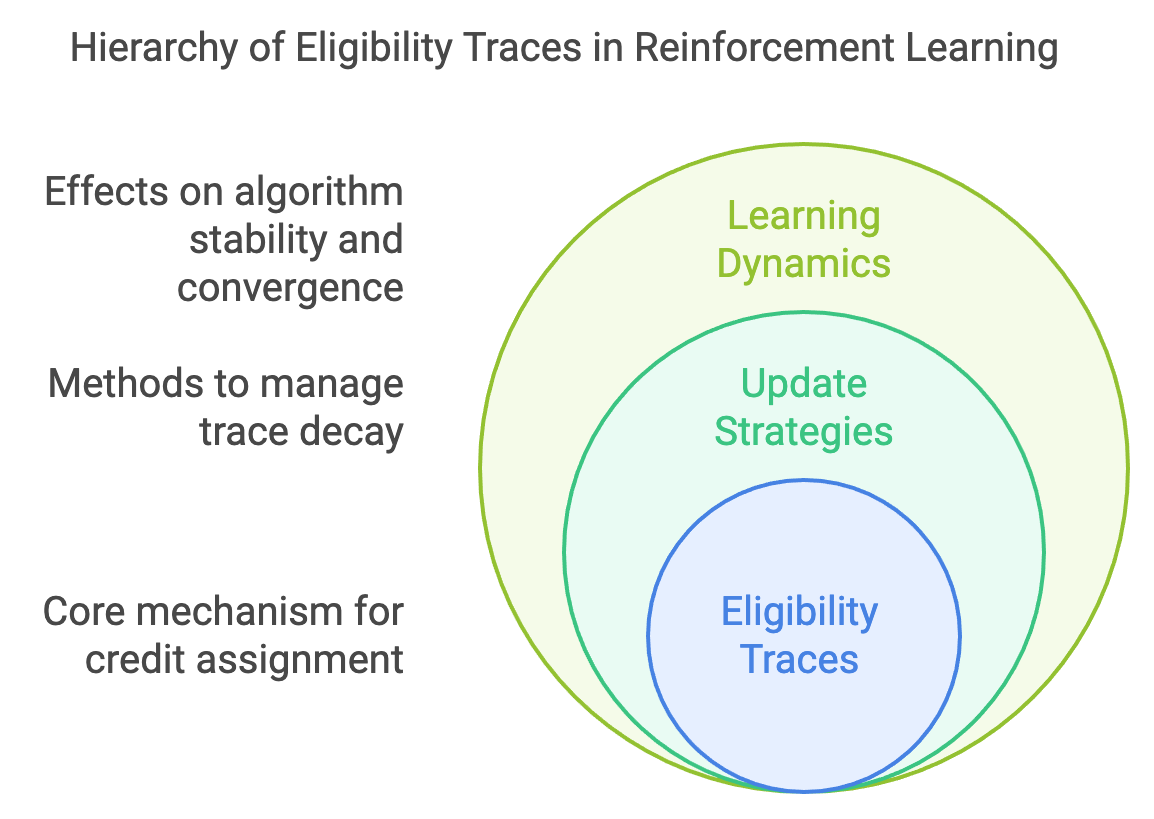 Hierarchy of Eligibility Traces in Reinforcement Learning
Effects on algorithm
stability and
convergence
Learning
Dynamics
Methods to manage
trace decay
Update
Strategies
Core mechanism for
credit assignment
Eligibility
Traces